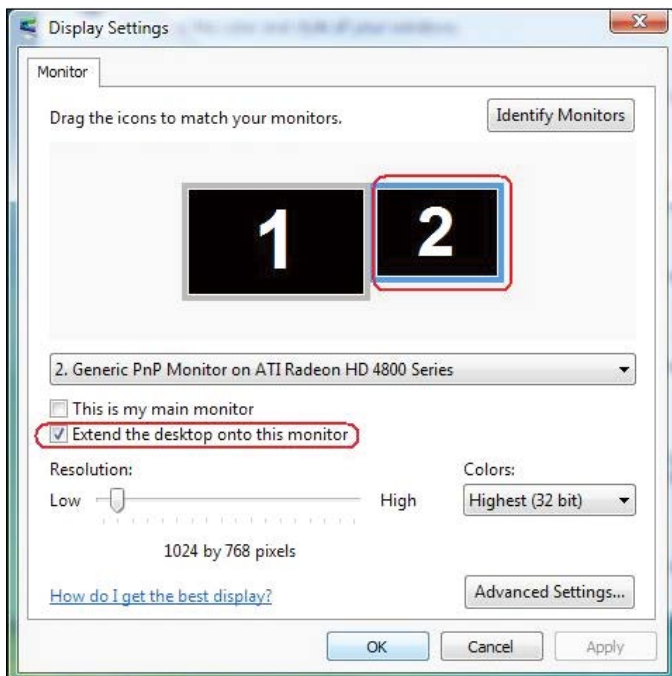 Display Settings
Monitor
Drag the icons to match your monitors.
Identify Monitors
1
2
2. Generic PnP Monitor on ATI Radeon HD 4800 Series
This is my main monitor
Extend the desktop onto this monitor
Resolution:
Colors:
Low
High
Highest (32 bit)
1024 by 768 pixels
How do I get the best display?
Advanced Settings...
OK
Cancel
Apply